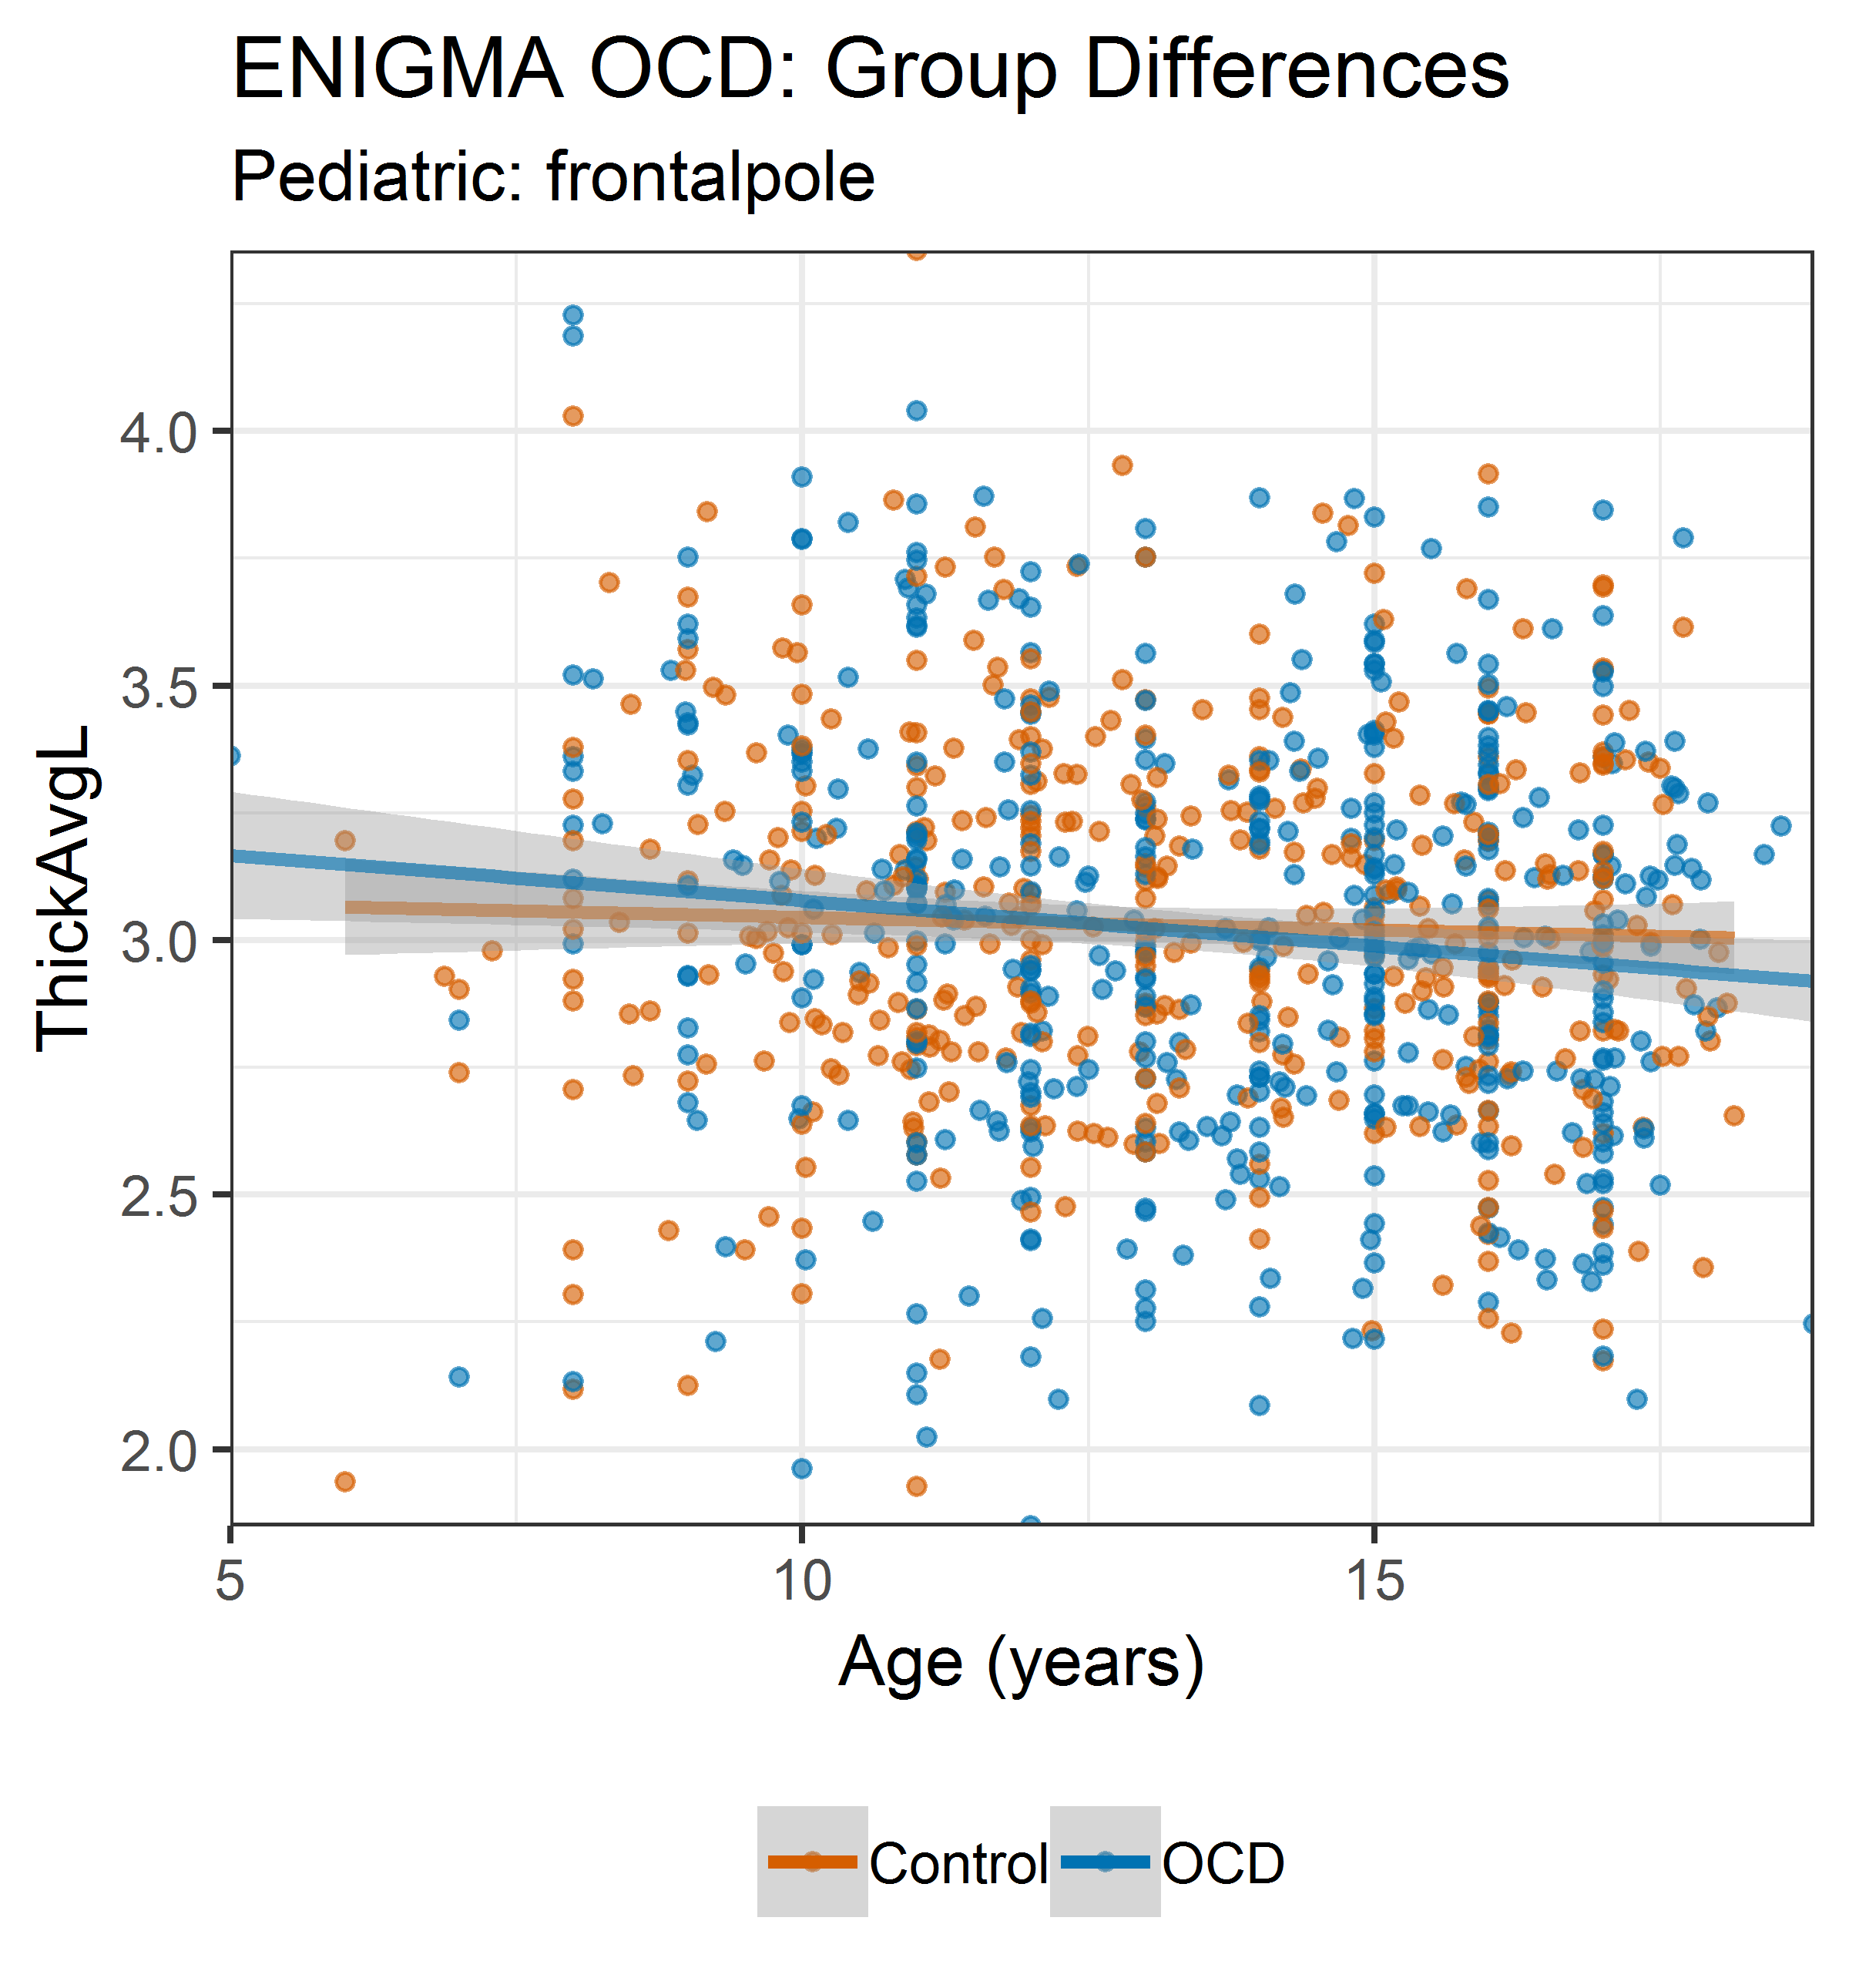 ENIGMA OCD: Group Differences
Pediatric: frontalpole
ThickAvgL
4.0
3.5
3.0
2.5
2.0
5 10 15
Age (years)
Control OCD